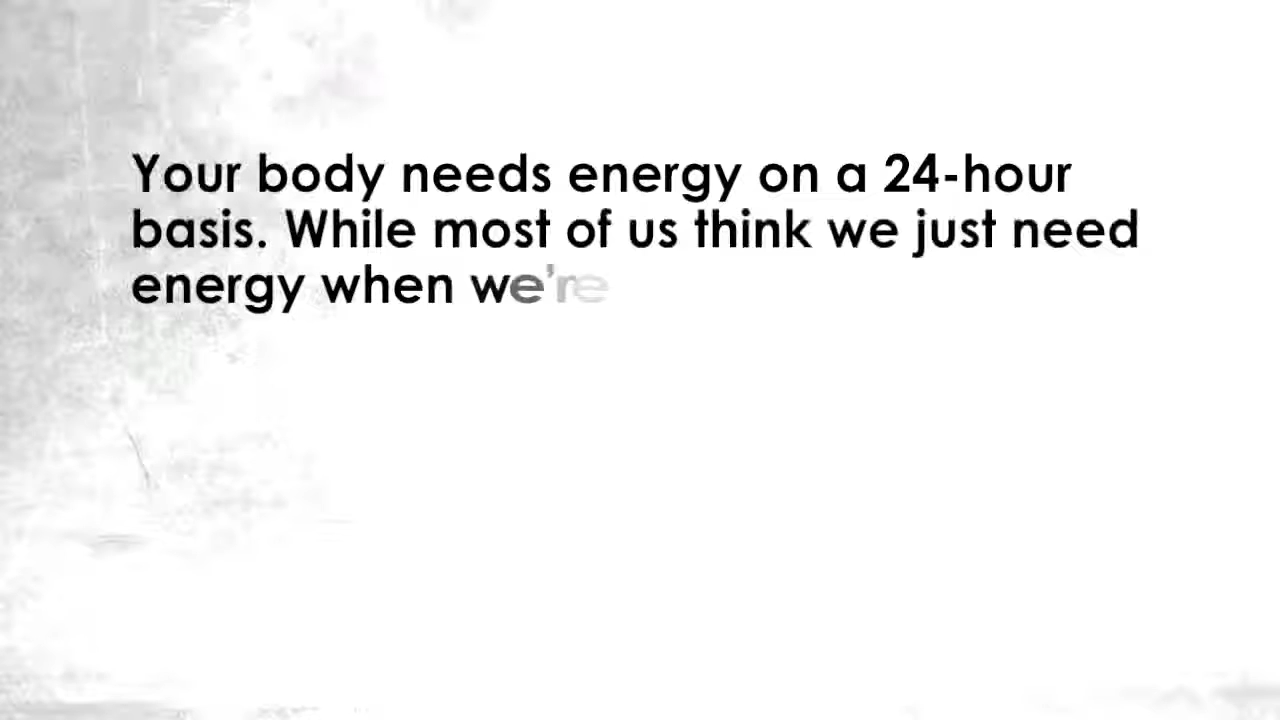 Your body needs energy on a 24-hour
basis. While most of us think we just need
energy when we're